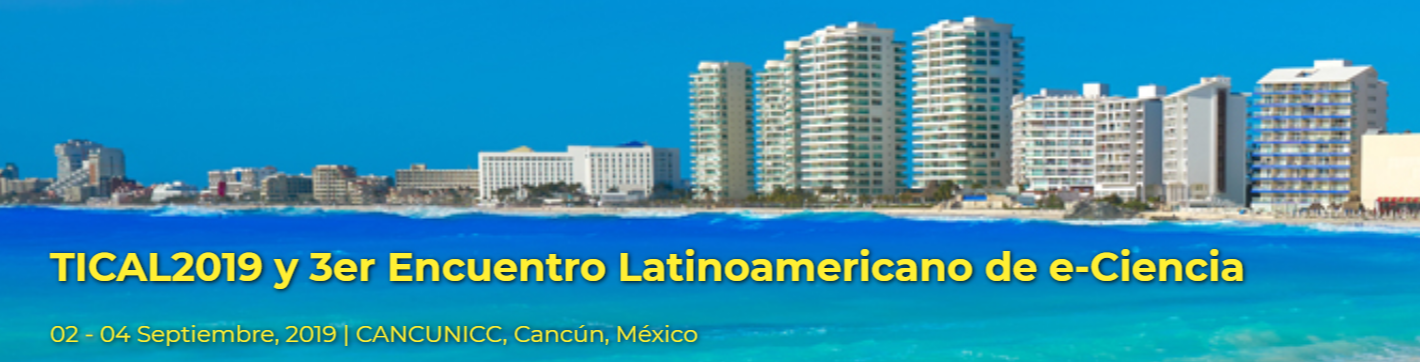 TICAL2019 y 3er Encuentro Latinoamericano de e-Ciencia
02 - 04 Septiembre, 2019 | CANCUNICC, Cancún, México